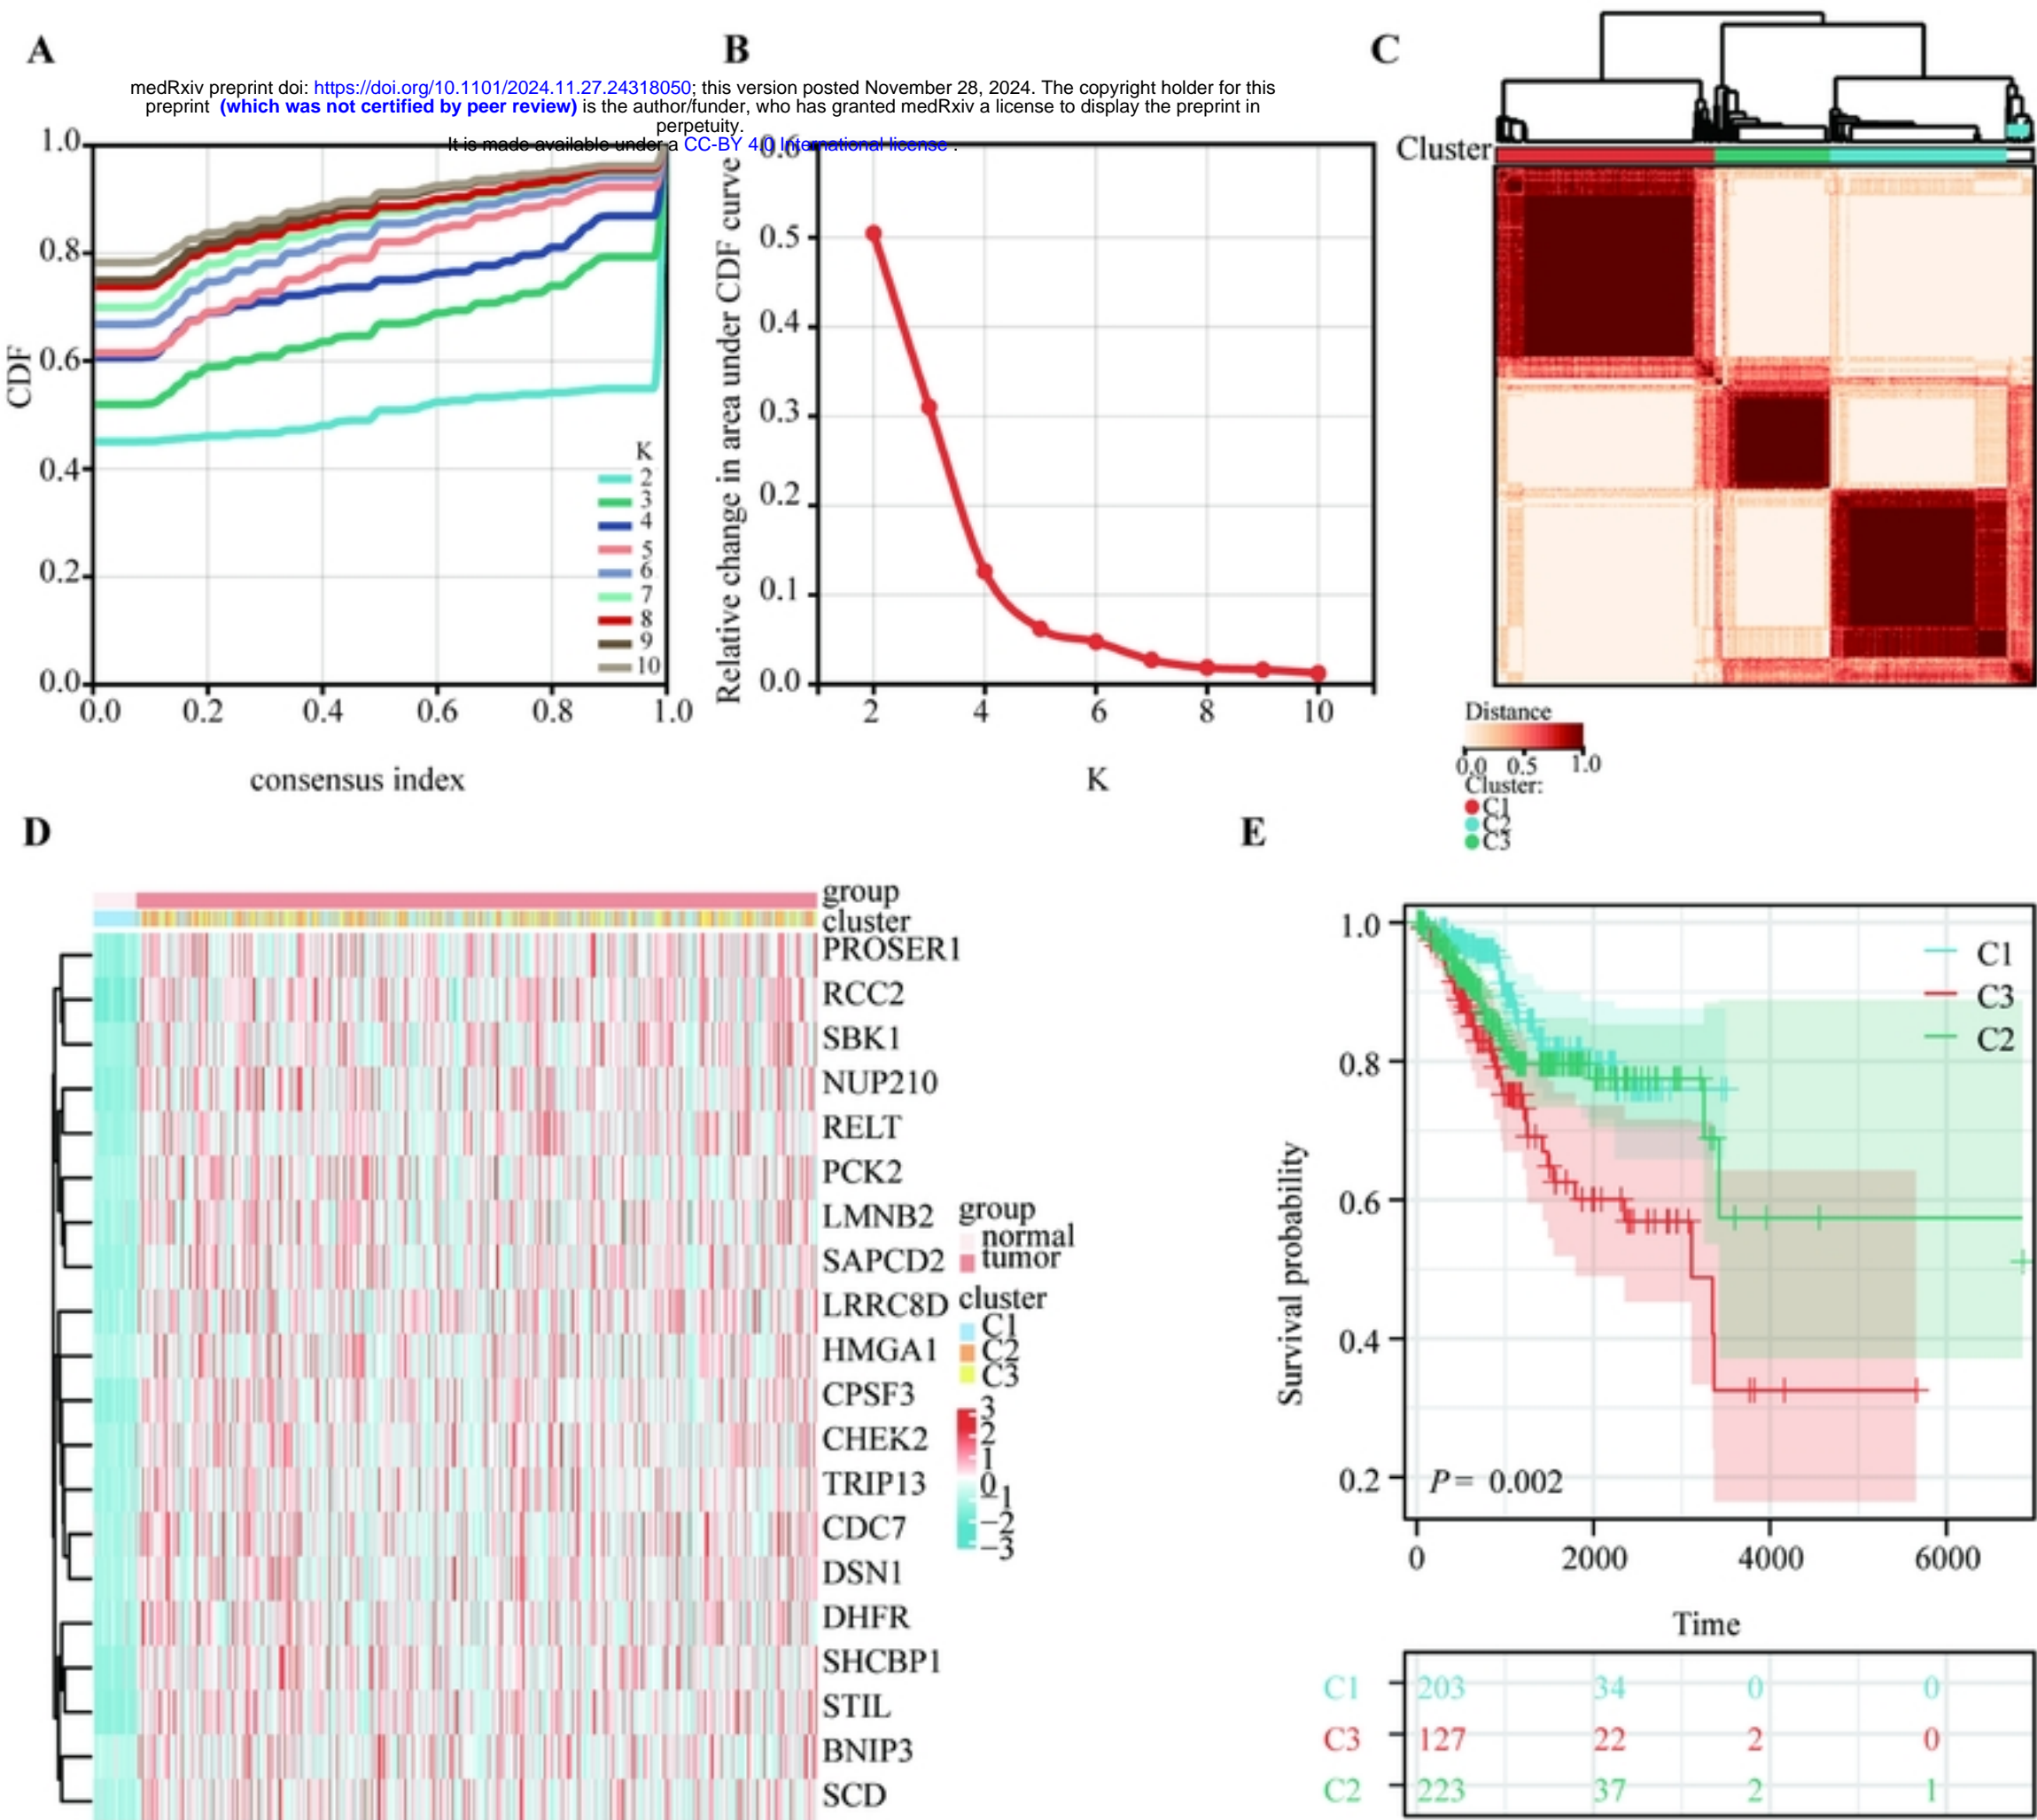 A
B
C
medRxiv preprint doi: https://doi.org/10.1101/2024.11.27.24318050; this version posted November 28, 2024. The copyright holder for this
preprint (which was not certified by peer review) is the author/funder, who has granted medRxiv a license to display the preprint in
perpetuity.
It is made available under a CC-BY 4.0 International license .
CDF
1.0
0.8
0.6
0.4
0.2
0.0
0.0 0.2 0.4 0.6 0.8 1.0
consensus index
K
2
3
4
5
6
7
8
9
10
Relative change in area under CDF curve
0.6
0.5
0.4
0.3
0.2
0.1
0.0
2 4 6 8 10
K
Cluster
Distance
0.0 0.5 1.0
Cluster:
C1
C2
C3
D
group
cluster
PROSER1
RCC2
SBK1
NUP210
RELT
PCK2
LMNB2
SAPCD2
LRRC8D
HMGA1
CPSF3
CHEK2
TRIP13
CDC7
DSN1
DHFR
SHCBP1
STIL
BNIP3
SCD
group
normal
tumor
cluster
C1
C2
C3
3
2
1
0
−1
−2
−3
E
Survival probability
1.0
0.8
0.6
0.4
0.2
C1
C3
C2
P = 0.002
0 2000 4000 6000
Time
C1 203 34 0 0
C3 127 22 2 0
C2 223 37 2 1